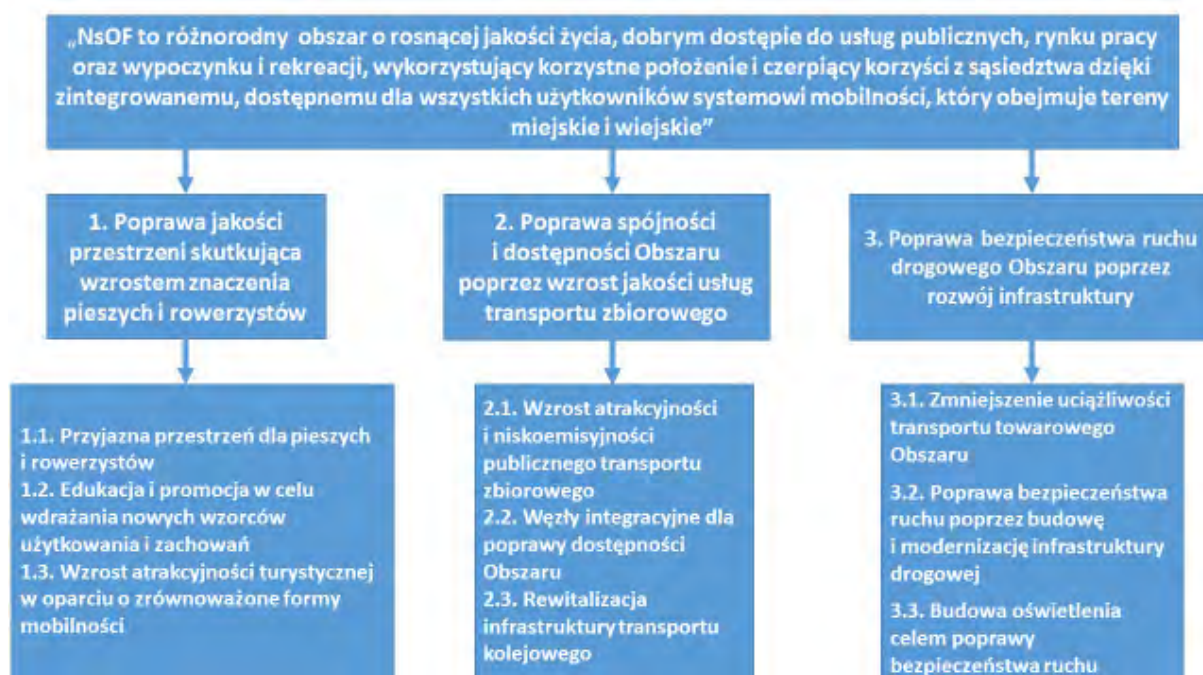 „NsOF to różnorodny obszar o rosnącej jakości życia, dobrym dostępie do usług publicznych, rynku pracy
oraz wypoczynku i rekreacji, wykorzystujący korzystne położenie i czerpiący korzyści z sąsiedztwa dzięki
zintegrowanemu, dostępnemu dla wszystkich użytkowników systemowi mobilności, który obejmuje tereny
miejskie i wiejskie”
1. Poprawa jakości
przestrzeni skutkująca
wzrostem znaczenia
pieszych i rowerzystów
2. Poprawa spójności
i dostępności Obszaru
poprzez wzrost jakości usług
transportu zbiorowego
3. Poprawa bezpieczeństwa ruchu
drogowego Obszaru poprzez
rozwój infrastruktury
1.1. Przyjazna przestrzeń dla pieszych
i rowerzystów
1.2. Edukacja i promocja w celu
wdrażania nowych wzorców
użytkowania i zachowań
1.3. Wzrost atrakcyjności turystycznej
w oparciu o zrównoważone formy
mobilności
2.1. Wzrost atrakcyjności
i niskoemisyjności
publicznego transportu
zbiorowego
2.2. Węzły integracyjne dla
poprawy dostępności
Obszaru
2.3. Rewitalizacja
infrastruktury transportu
kolejowego
3.1. Zmniejszenie uciążliwości
transportu towarowego
Obszaru
3.2. Poprawa bezpieczeństwa
ruchu poprzez budowę
i modernizację infrastruktury
drogowej
3.3. Budowa oświetlenia
celem poprawy
bezpieczeństwa ruchu